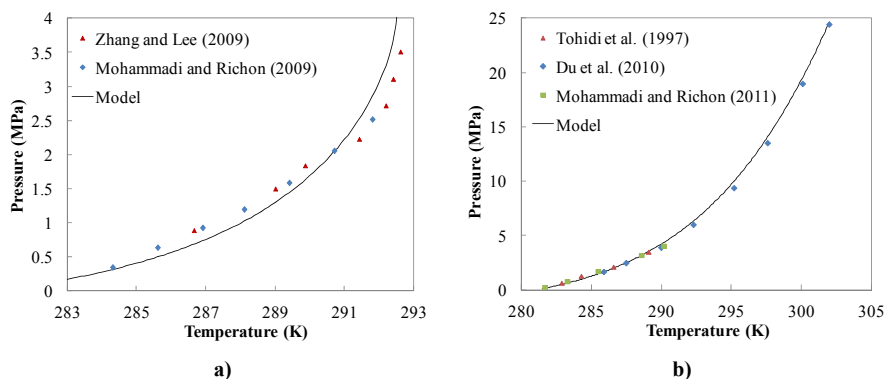 4
3.5
3
2.5
2
1.5
1
0.5
0
Pressure (MPa)
Zhang and Lee (2009)
Mohammadi and Richon (2009)
Model
283
285
287
289
291
293
Temperature (K)
a)
25
20
15
10
5
0
Pressure (MPa)
Tohidi et al. (1997)
Du et al. (2010)
Mohammadi and Richon (2011)
Model
280
285
290
295
300
305
Temperature (K)
b)